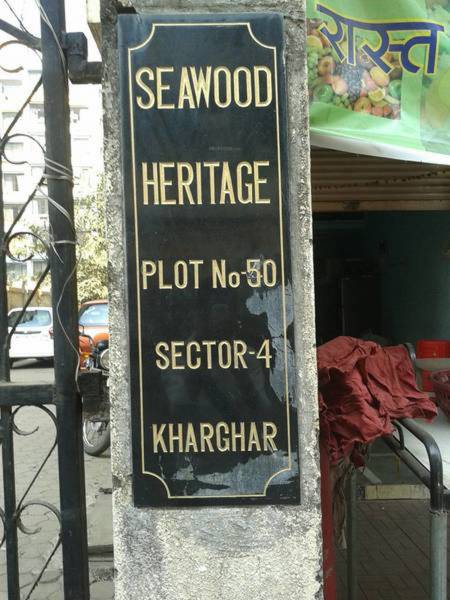 SEAWOOD
HERITAGE
PLOT No-50
SECTOR-4
KHARGHAR
रास्त